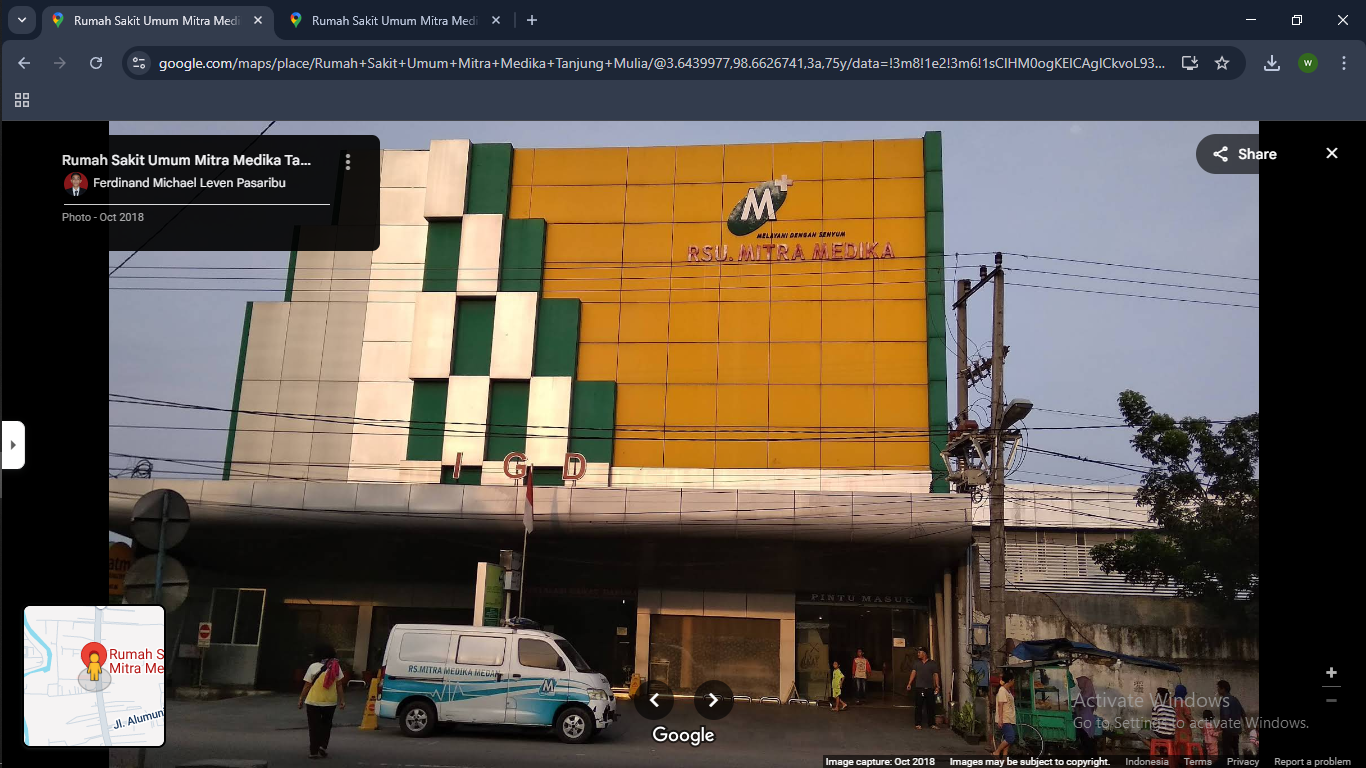 Rumah Sakit Umum Mitra Medi
Rumah Sakit Umum Mitra Medi
google.com/maps/place/Rumah+Sakit+Umum+Mitra+Medika+Tanjung+Mulia/@3.6439977,98.6626741,3a,75y/data=!3m8!1e2!3m6!1sCIHM0ogKEICAgICkvoL93...
W
Rumah Sakit Umum Mitra Medika Ta...
Ferdinand Michael Leven Pasaribu
Photo - Oct 2018
Share
M+
MELAYANI DENGAN SENYUM
RSU. MITRA MEDIKA
I G D
atm
PINTU MASUK
RS.MITRA MEDIKA MEDAN
M
Rumah S
Mitra Me
Jl. Alumuni
Google
Activate Windows
Go to Settings to activate Windows.
Image capture: Oct 2018 Images may be subject to copyright. Indonesia Terms Privacy Report a problem